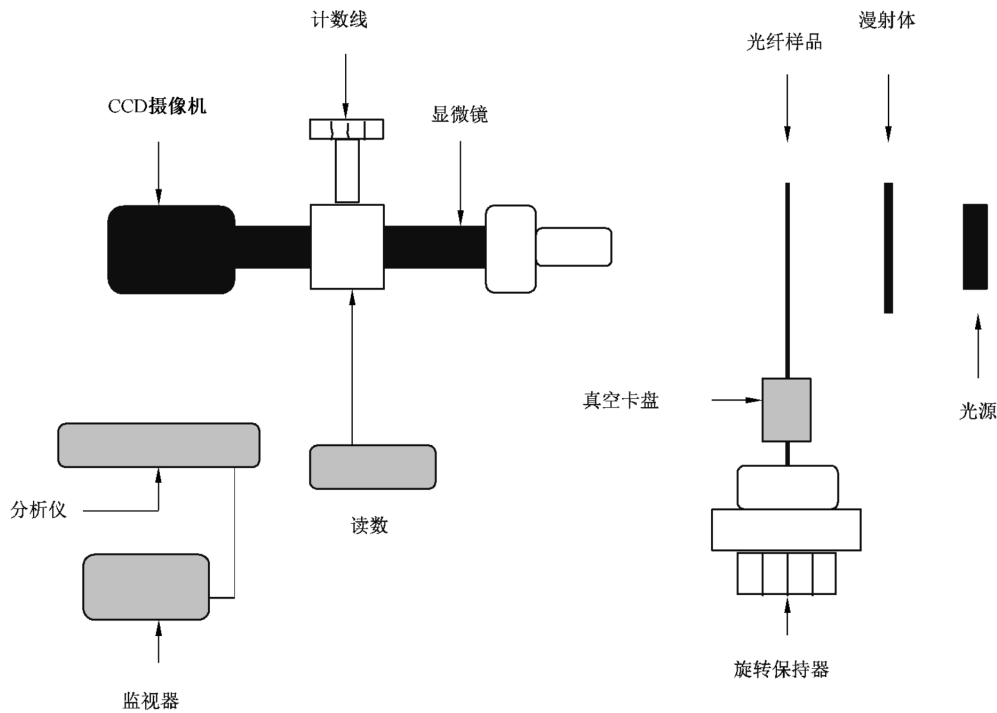 计数线
漫射体
光纤样品
CCD摄像机
显微镜
真空卡盘
光源
分析仪
读数
旋转保持器
监视器